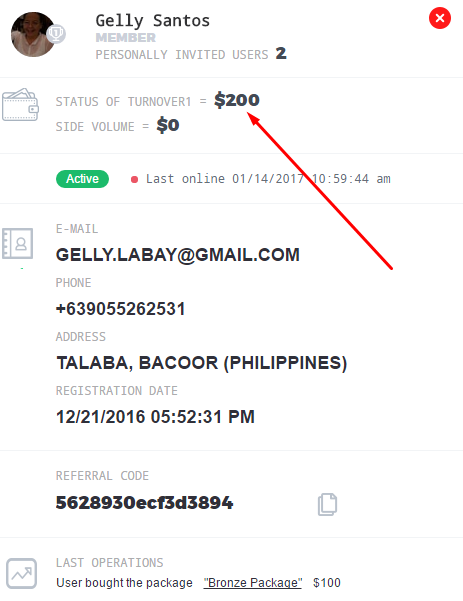 Gelly Santos
MEMBER
PERSONALLY INVITED USERS 2
STATUS OF TURNOVER1 = $200
SIDE VOLUME = $0
Active
Last online 01/14/2017 10:59:44 am
E-MAIL
GELLY.LABAY@GMAIL.COM
PHONE
+639055262531
ADDRESS
TALABA, BACOOR (PHILIPPINES)
REGISTRATION DATE
12/21/2016 05:52:31 PM
REFERRAL CODE
5628930ecf3d3894
LAST OPERATIONS
User bought the package "Bronze Package" $100